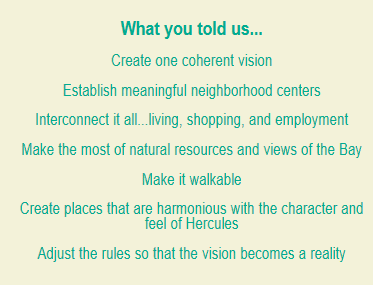 What you told us...
Create one coherent vision
Establish meaningful neighborhood centers
Interconnect it all...living, shopping, and employment
Make the most of natural resources and views of the Bay
Make it walkable
Create places that are harmonious with the character and
feel of Hercules
Adjust the rules so that the vision becomes a reality